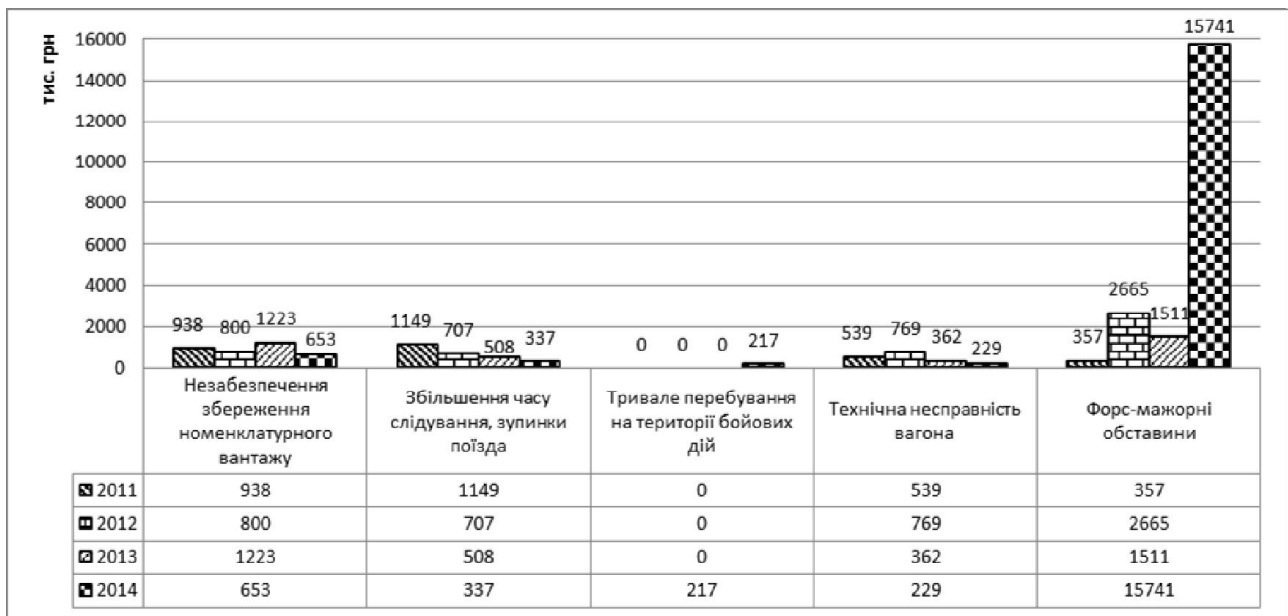 тис. грн
16000
14000
12000
10000
8000
6000
4000
2000
0
938 800 1223 653
1149 707 508 337
0 0 0 217
539 769 362 229
357 2665 1511 15741
Незабезпечення
збереження
номенклатурного
вантажу
Збільшення часу
слідування, зупинки
поїзда
Тривале перебування
на території бойових
дій
Технічна несправність
вагона
Форс-мажорні
обставини
2011 938 1149 0 539 357
2012 800 707 0 769 2665
2013 1223 508 0 362 1511
2014 653 337 217 229 15741